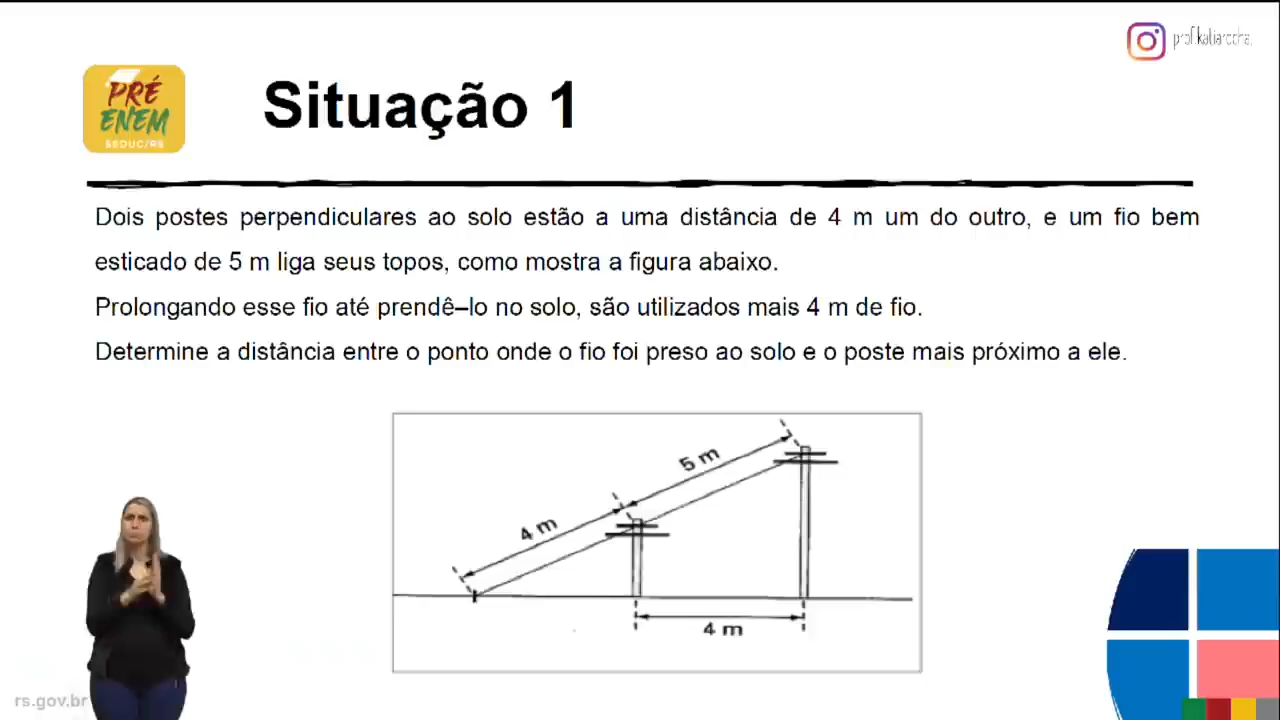 prof.katiarocha.
PRÉ
ENEM
SEDUC/RS
Situação 1
Dois postes perpendiculares ao solo estão a uma distância de 4 m um do outro, e um fio bem
esticado de 5 m liga seus topos, como mostra a figura abaixo.
Prolongando esse fio até prendê–lo no solo, são utilizados mais 4 m de fio.
Determine a distância entre o ponto onde o fio foi preso ao solo e o poste mais próximo a ele.
5 m
4 m
4 m
rs.gov.br